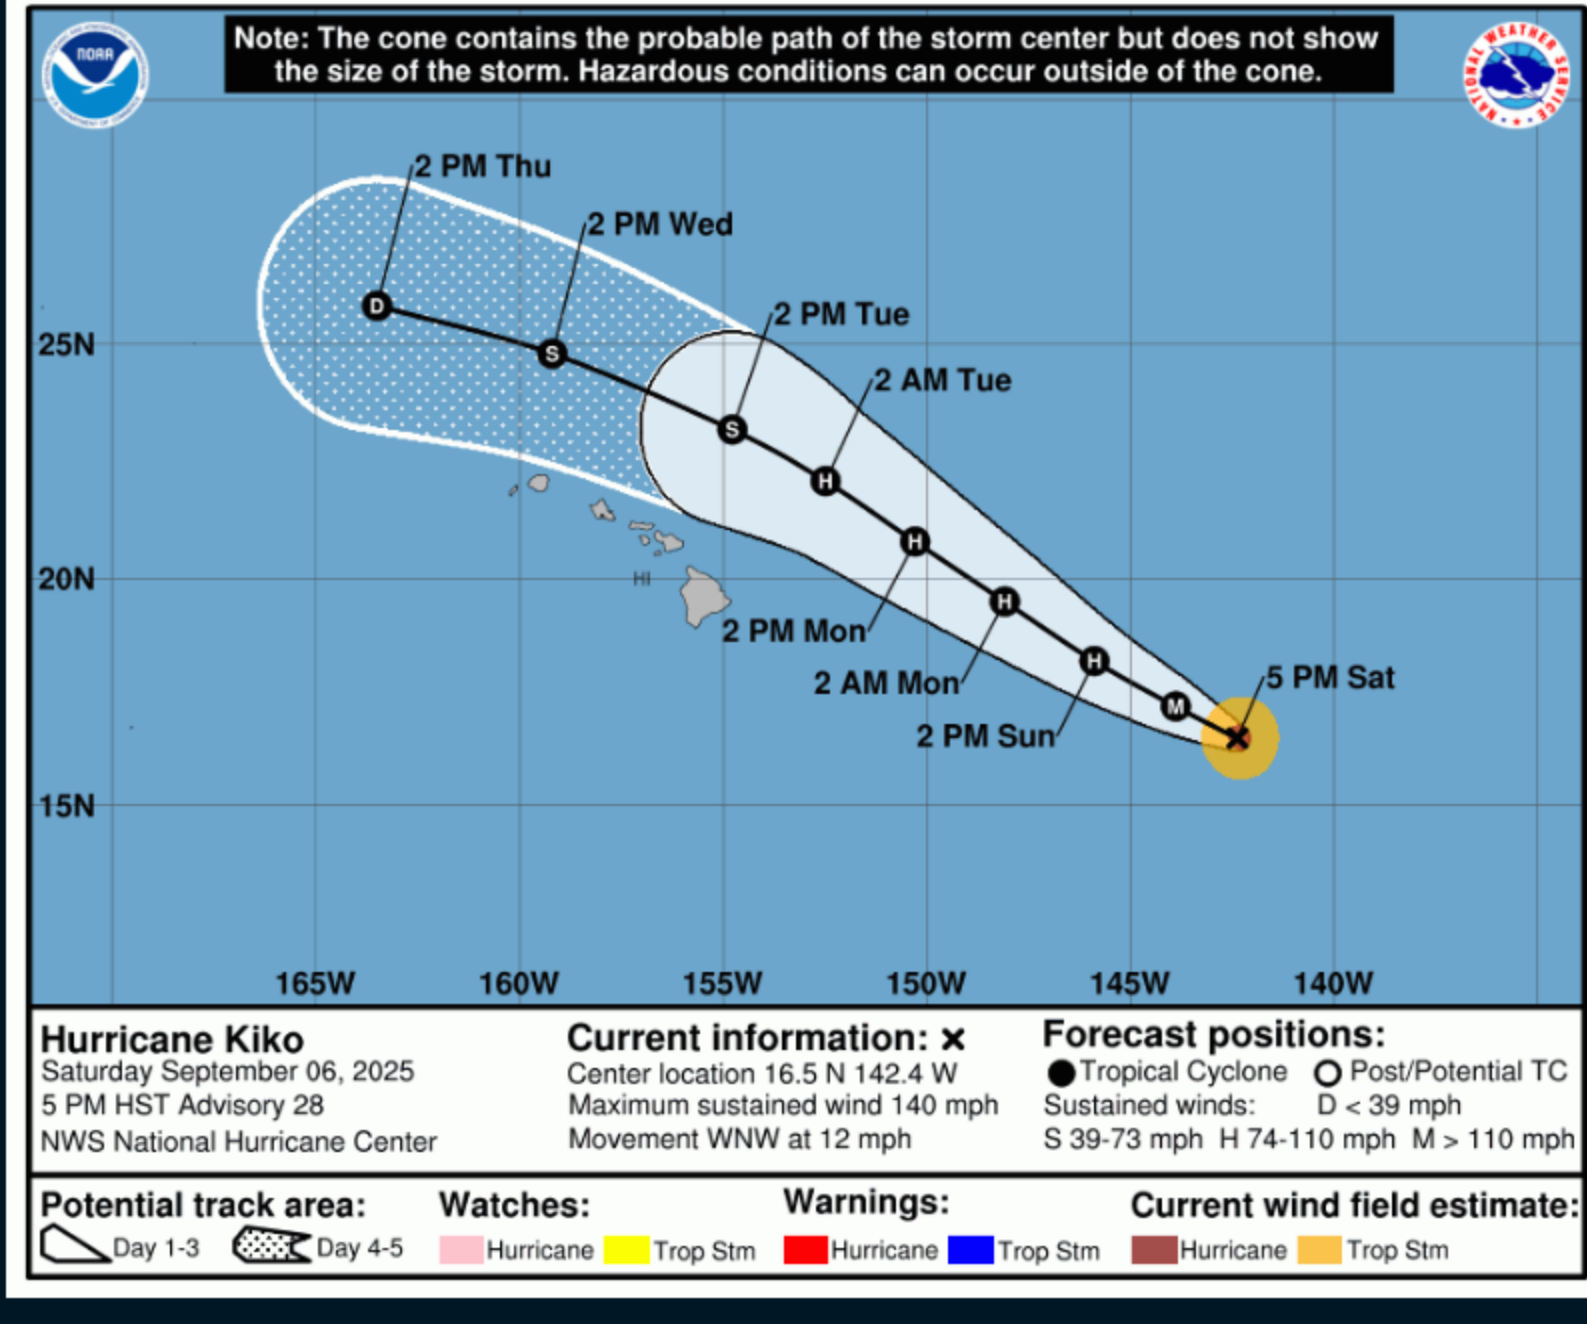 Note: The cone contains the probable path of the storm center but does not show
the size of the storm. Hazardous conditions can occur outside of the cone.
NOAA
NATIONAL WEATHER SERVICE
2 PM Thu
2 PM Wed
2 PM Tue
2 AM Tue
D
S
25N
S
H
H
20N
HI
H
2 PM Mon
H
2 AM Mon
5 PM Sat
M
2 PM Sun
15N
165W 160W 155W 150W 145W 140W
Hurricane Kiko
Saturday September 06, 2025
5 PM HST Advisory 28
NWS National Hurricane Center
Current information: x
Center location 16.5 N 142.4 W
Maximum sustained wind 140 mph
Movement WNW at 12 mph
Forecast positions:
Tropical Cyclone Post/Potential TC
Sustained winds: D < 39 mph
S 39-73 mph H 74-110 mph M > 110 mph
Potential track area:
Day 1-3 Day 4-5
Watches:
Hurricane Trop Stm
Warnings:
Hurricane Trop Stm
Current wind field estimate:
Hurricane Trop Stm